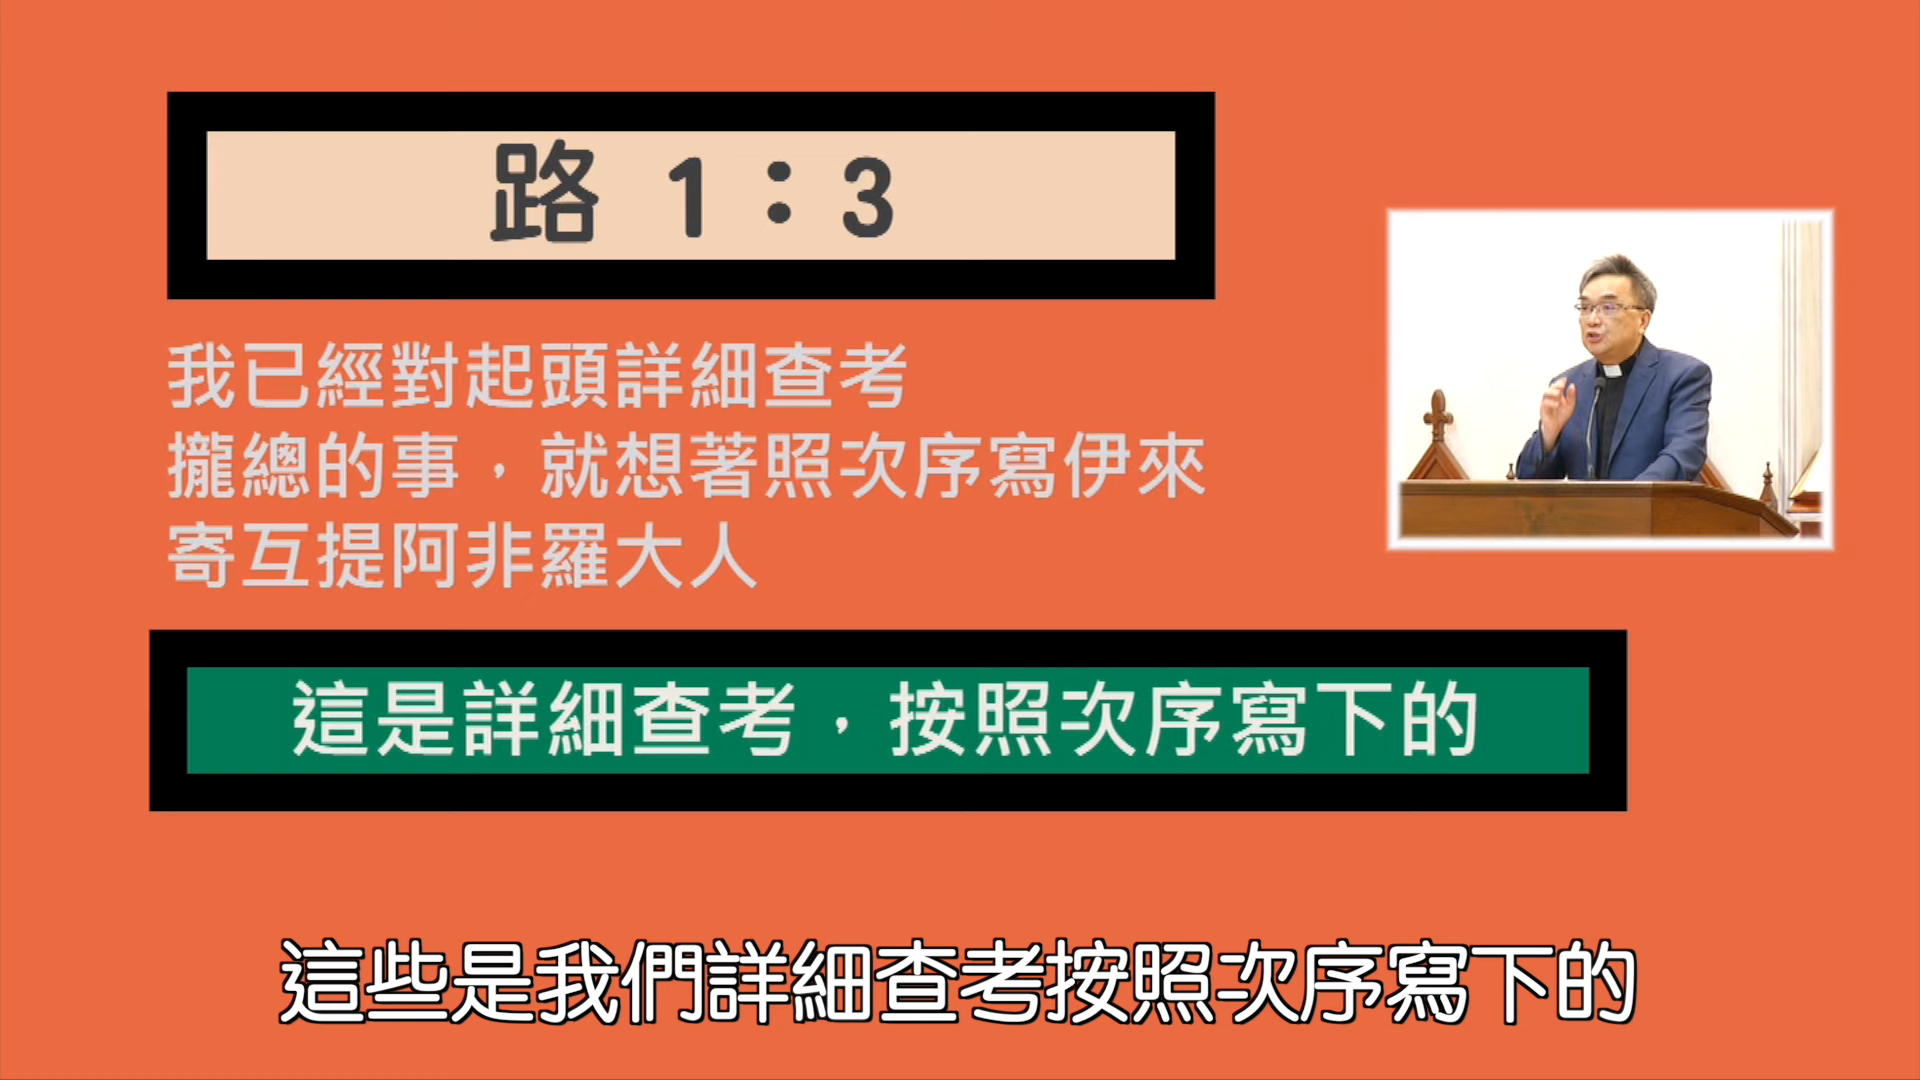 路 1：3
我已經對起頭詳細查考
攏總的事，就想著照次序寫伊來
寄互提阿非羅大人
這是詳細查考，按照次序寫下的
這些是我們詳細查考按照次序寫下的